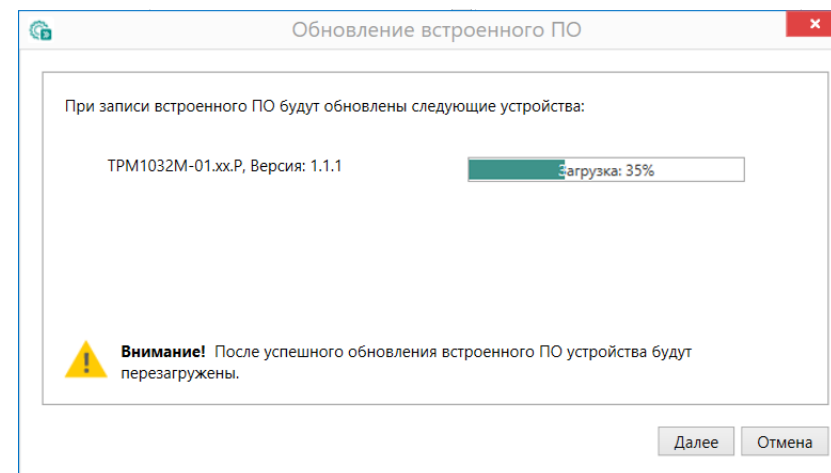 Обновление встроенного ПО
При записи встроенного ПО будут обновлены следующие устройства:
ТРМ1032М-01.xx.Р, Версия: 1.1.1
Загрузка: 35%
Внимание! После успешного обновления встроенного ПО устройства будут
перезагружены.
Далее
Отмена